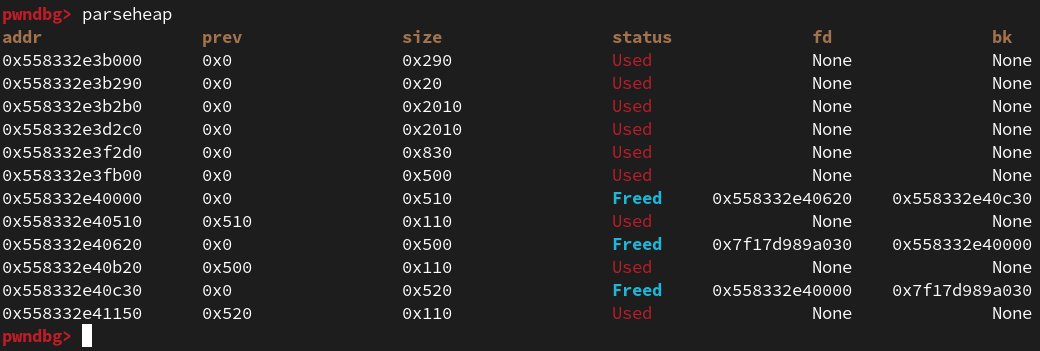 pwndbg> parseheap
addr prev size status fd bk
0x558332e3b000 0x0 0x290 Used None None
0x558332e3b290 0x0 0x20 Used None None
0x558332e3b2b0 0x0 0x2010 Used None None
0x558332e3d2c0 0x0 0x2010 Used None None
0x558332e3f2d0 0x0 0x830 Used None None
0x558332e3fb00 0x0 0x500 Used None None
0x558332e40000 0x0 0x510 Freed 0x558332e40620 0x558332e40c30
0x558332e40510 0x510 0x110 Used None None
0x558332e40620 0x0 0x500 Freed 0x7f17d989a030 0x558332e40000
0x558332e40b20 0x500 0x110 Used None None
0x558332e40c30 0x0 0x520 Freed 0x558332e40000 0x7f17d989a030
0x558332e41150 0x520 0x110 Used None None
pwndbg>